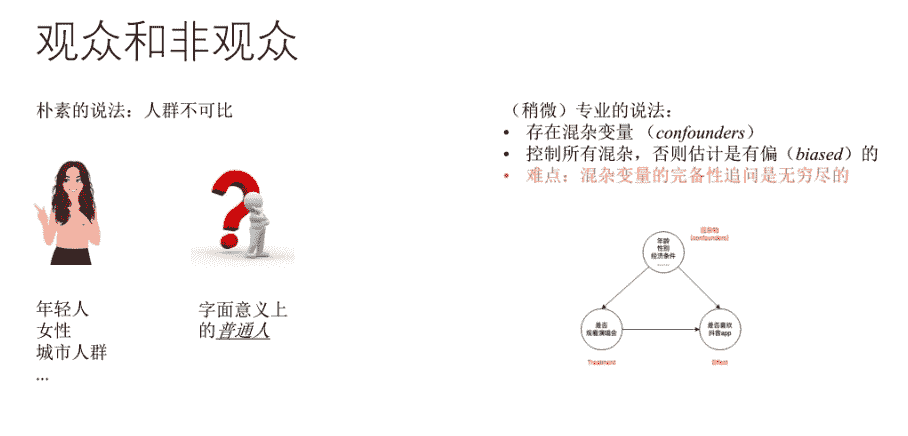 观众和非观众
朴素的说法：人群不可比
年轻人
女性
城市人群
...
字面意义上
的普通人
（稍微）专业的说法：
• 存在混杂变量 （confounders）
• 控制所有混杂，否则估计是有偏（biased）的
• 难点：混杂变量的完备性追问是无穷尽的
(confounders)
年龄
性别
经济条件
......
是否
观看演唱会
是否喜欢
抖音app
Treatment
Effect